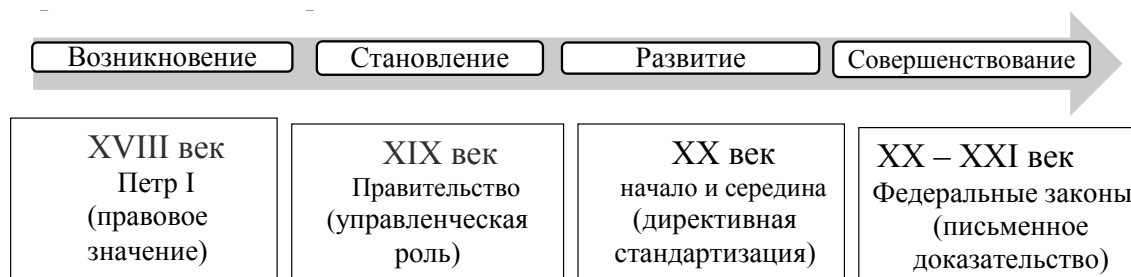 Возникновение
Становление
Развитие
Совершенствование
XVIII век
Петр I
(правовое
значение)
XIX век
Правительство
(управленческая
роль)
XX век
начало и середина
(директивная
стандартизация)
XX – XXI век
Федеральные законы
(письменное
доказательство)